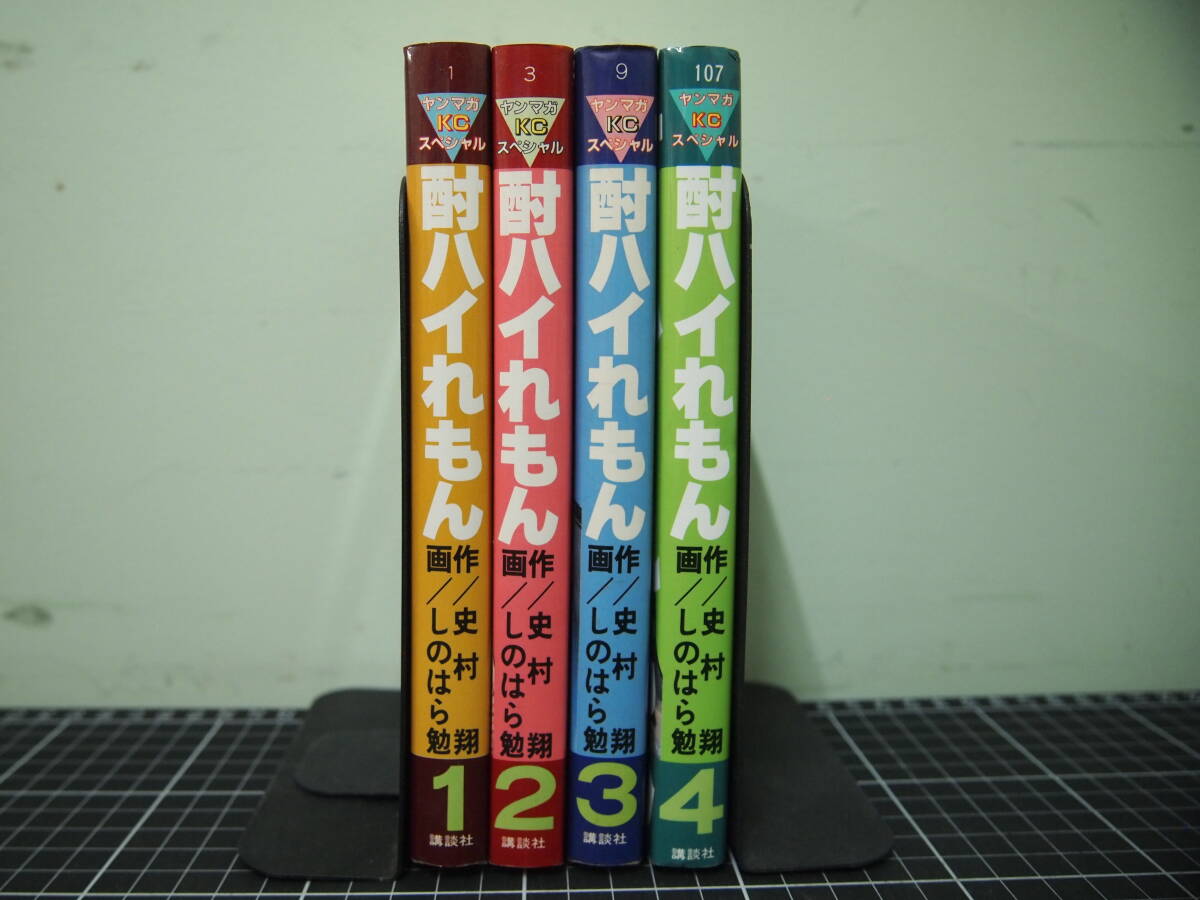 1
ヤンマガ
KC
スペシャル
酎ハイれもん
作/史村 翔
画/しのはら勉
1
講談社
3
ヤンマガ
KC
スペシャル
酎ハイれもん
作/史村 翔
画/しのはら勉
2
講談社
9
ヤンマガ
KC
スペシャル
酎ハイれもん
作/史村 翔
画/しのはら勉
3
講談社
107
ヤンマガ
KC
スペシャル
酎ハイれもん
作/史村 翔
画/しのはら勉
4
講談社